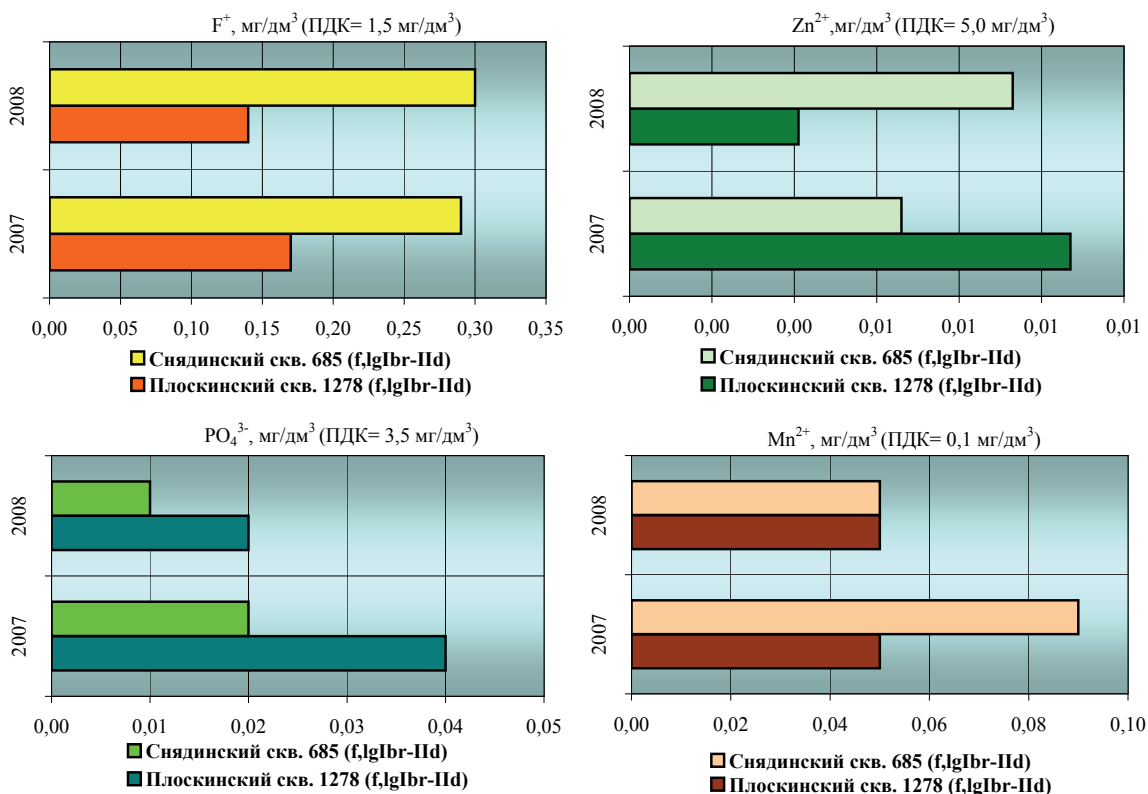 F⁺, мг/дм³ (ПДК= 1,5 мг/дм³)
2008
2007
0,00 0,05 0,10 0,15 0,20 0,25 0,30 0,35
Снядинский скв. 685 (f,lgIbr-IId)
Плоскинский скв. 1278 (f,lgIbr-IId)
Zn²⁺,мг/дм³ (ПДК= 5,0 мг/дм³)
2008
2007
0,00 0,00 0,00 0,01 0,01 0,01 0,01
Снядинский скв. 685 (f,lgIbr-IId)
Плоскинский скв. 1278 (f,lgIbr-IId)
PO₄³⁻, мг/дм³ (ПДК= 3,5 мг/дм³)
2008
2007
0,00 0,01 0,02 0,03 0,04 0,05
Снядинский скв. 685 (f,lgIbr-IId)
Плоскинский скв. 1278 (f,lgIbr-IId)
Mn²⁺, мг/дм³ (ПДК= 0,1 мг/дм³)
2008
2007
0,00 0,02 0,04 0,06 0,08 0,10
Снядинский скв. 685 (f,lgIbr-IId)
Плоскинский скв. 1278 (f,lgIbr-IId)